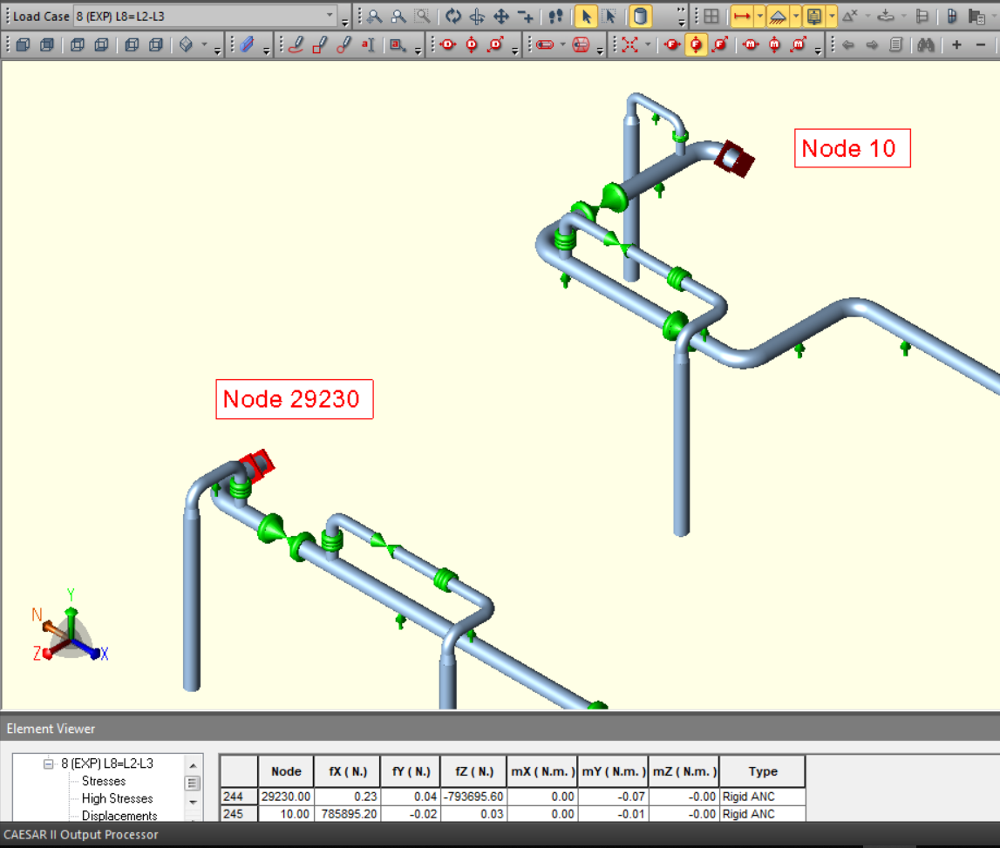 Load Case 8 (EXP) L8=L2-L3
Node 10
Node 29230
Y
N
Z X
Element Viewer
8 (EXP) L8=L2-L3
Stresses
High Stresses
Displacements
Node fX ( N.) fY ( N.) fZ ( N.) mX ( N.m. ) mY ( N.m. ) mZ ( N.m. ) Type
244 29230.00 0.23 0.04 -793695.60 0.00 -0.07 -0.00 Rigid ANC
245 10.00 785895.20 -0.02 0.03 0.00 -0.01 -0.00 Rigid ANC
CAESAR II Output Processor